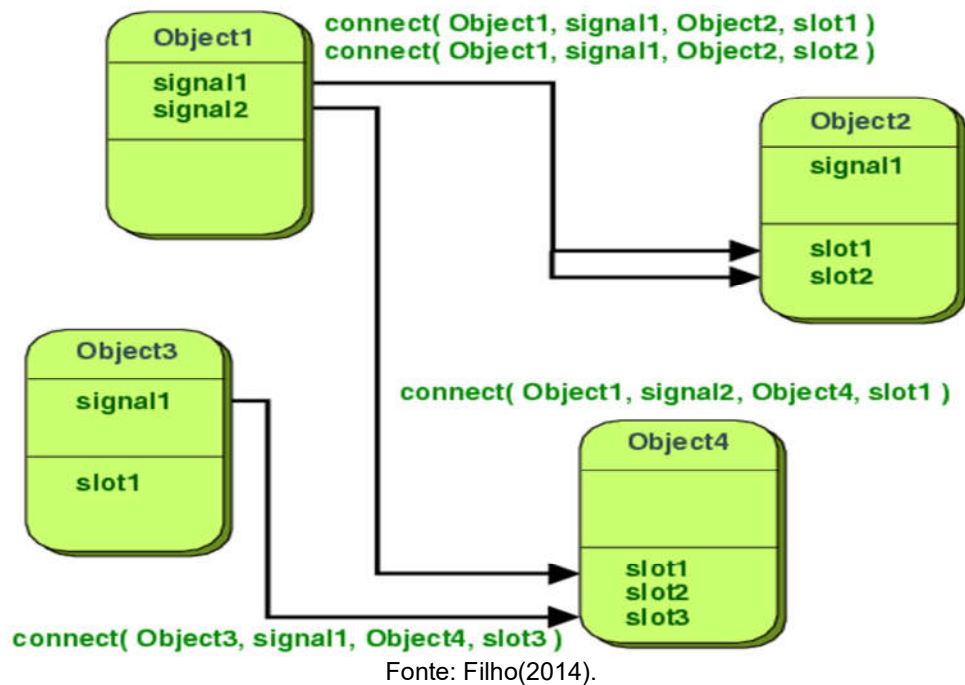 connect( Object1, signal1, Object2, slot1 )
connect( Object1, signal1, Object2, slot2 )
Object1
signal1
signal2
Object2
signal1
slot1
slot2
Object3
signal1
slot1
connect( Object1, signal2, Object4, slot1 )
Object4
slot1
slot2
slot3
connect( Object3, signal1, Object4, slot3 )
Fonte: Filho(2014).